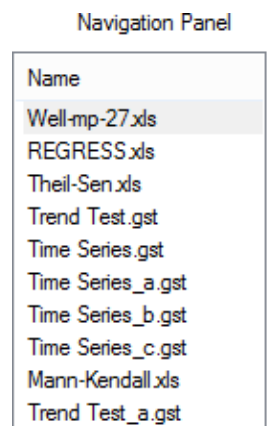 Navigation Panel
Name
Well-mp-27.xls
REGRESS.xls
Theil-Sen.xls
Trend Test.gst
Time Series.gst
Time Series_a.gst
Time Series_b.gst
Time Series_c.gst
Mann-Kendall.xls
Trend Test_a.gst